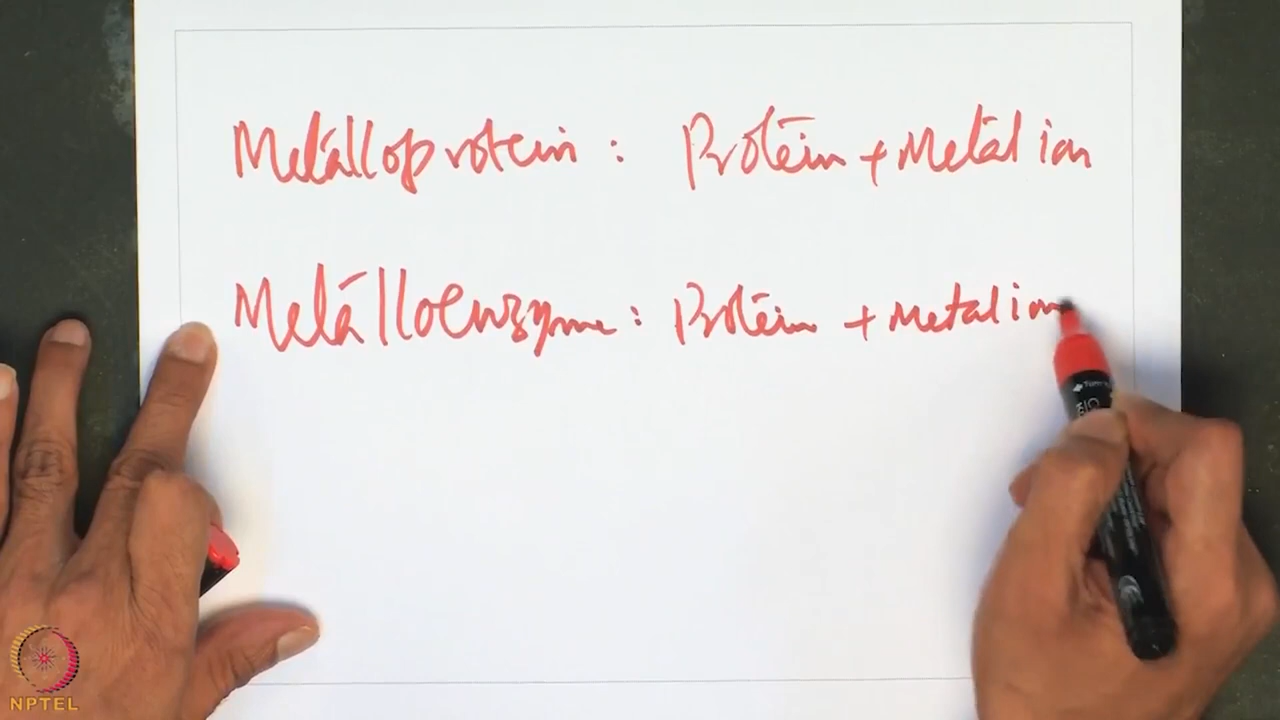 Metalloprotein : Protein + Metal ion
Metalloenzyme : Protein + Metal ion
NPTEL